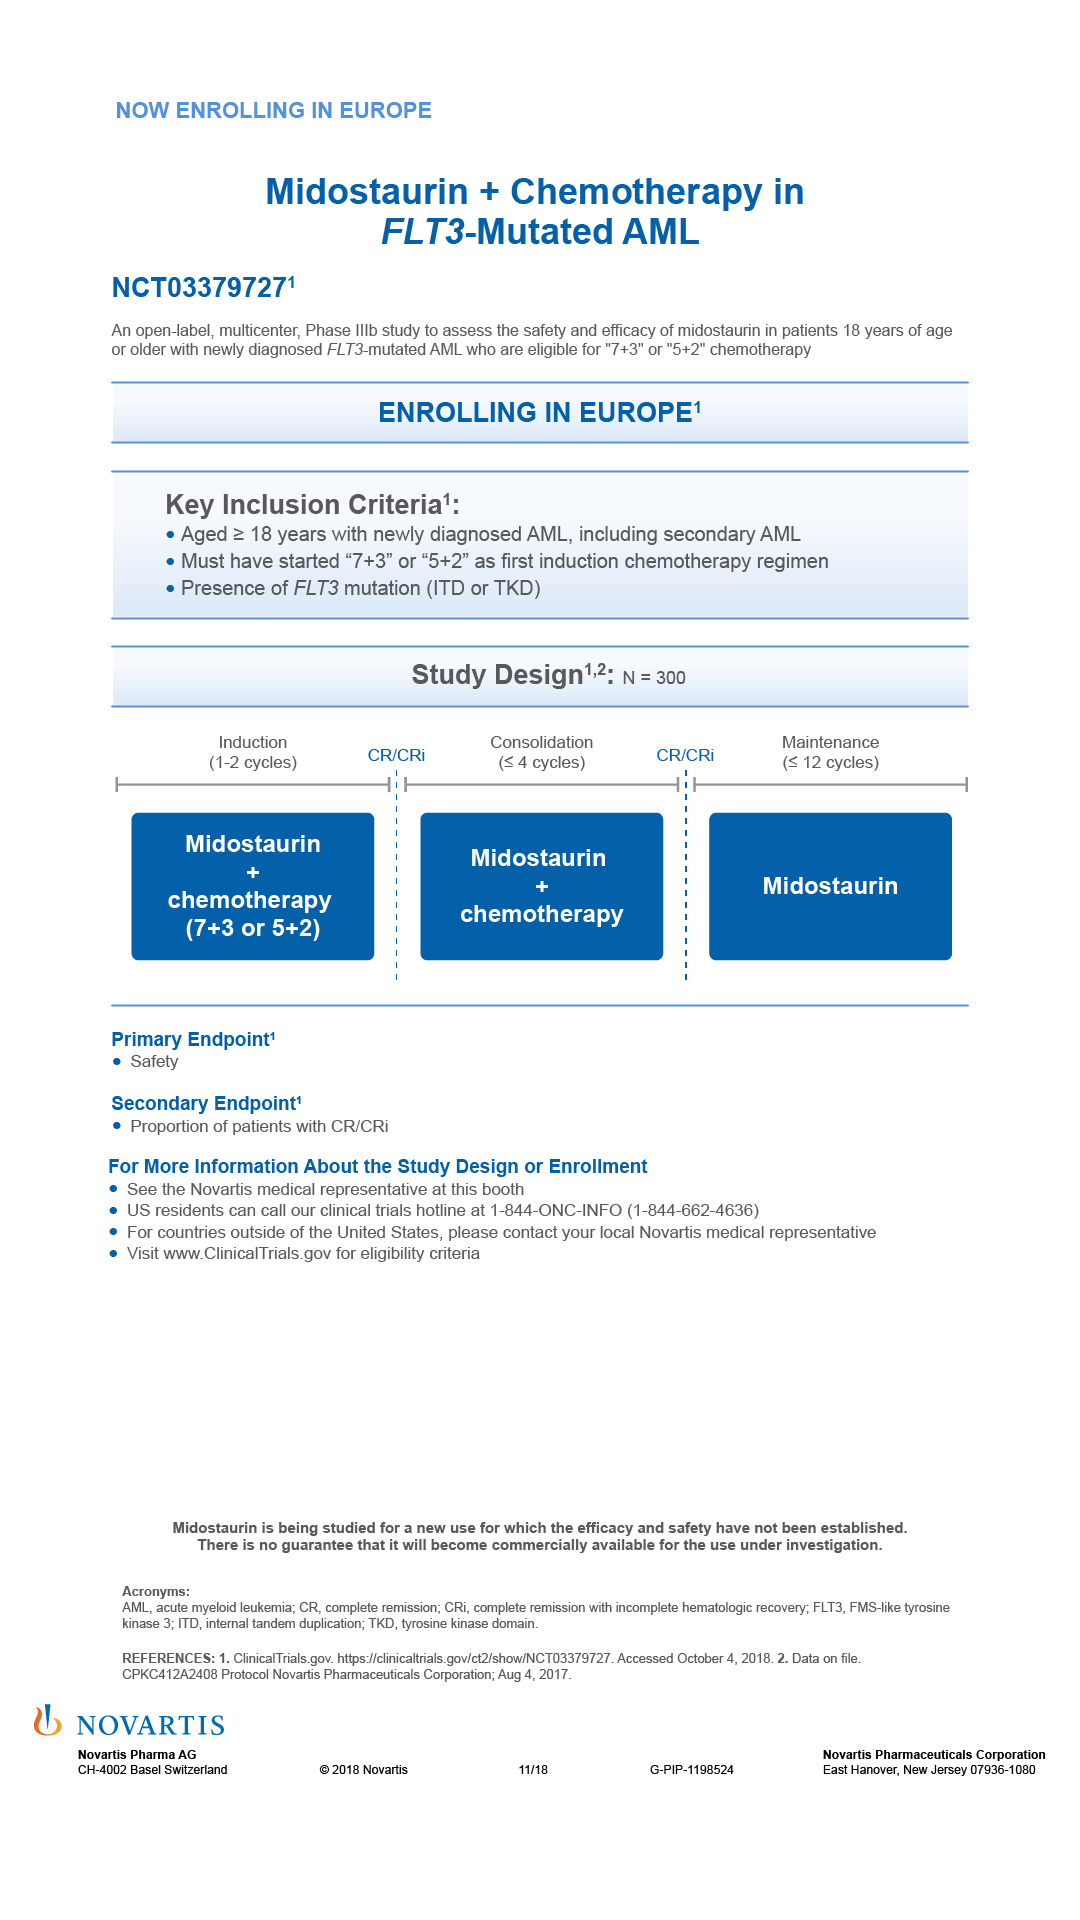 NOW ENROLLING IN EUROPE
Midostaurin + Chemotherapy in
FLT3-Mutated AML
NCT03379727¹
An open-label, multicenter, Phase IIIb study to assess the safety and efficacy of midostaurin in patients 18 years of age
or older with newly diagnosed FLT3-mutated AML who are eligible for "7+3" or "5+2" chemotherapy
ENROLLING IN EUROPE¹
Key Inclusion Criteria¹:
• Aged ≥ 18 years with newly diagnosed AML, including secondary AML
• Must have started “7+3” or “5+2” as first induction chemotherapy regimen
• Presence of FLT3 mutation (ITD or TKD)
Study Design¹,²: N = 300
Induction
(1-2 cycles)
CR/CRi
Consolidation
(≤ 4 cycles)
CR/CRi
Maintenance
(≤ 12 cycles)
Midostaurin
+
chemotherapy
(7+3 or 5+2)
Midostaurin
+
chemotherapy
Midostaurin
Primary Endpoint¹
• Safety
Secondary Endpoint¹
• Proportion of patients with CR/CRi
For More Information About the Study Design or Enrollment
• See the Novartis medical representative at this booth
• US residents can call our clinical trials hotline at 1-844-ONC-INFO (1-844-662-4636)
• For countries outside of the United States, please contact your local Novartis medical representative
• Visit www.ClinicalTrials.gov for eligibility criteria
Midostaurin is being studied for a new use for which the efficacy and safety have not been established.
There is no guarantee that it will become commercially available for the use under investigation.
Acronyms:
AML, acute myeloid leukemia; CR, complete remission; CRi, complete remission with incomplete hematologic recovery; FLT3, FMS-like tyrosine
kinase 3; ITD, internal tandem duplication; TKD, tyrosine kinase domain.
REFERENCES: 1. ClinicalTrials.gov. https://clinicaltrials.gov/ct2/show/NCT03379727. Accessed October 4, 2018. 2. Data on file.
CPKC412A2408 Protocol Novartis Pharmaceuticals Corporation; Aug 4, 2017.
NOVARTIS
Novartis Pharma AG
CH-4002 Basel Switzerland
© 2018 Novartis
11/18
G-PIP-1198524
Novartis Pharmaceuticals Corporation
East Hanover, New Jersey 07936-1080